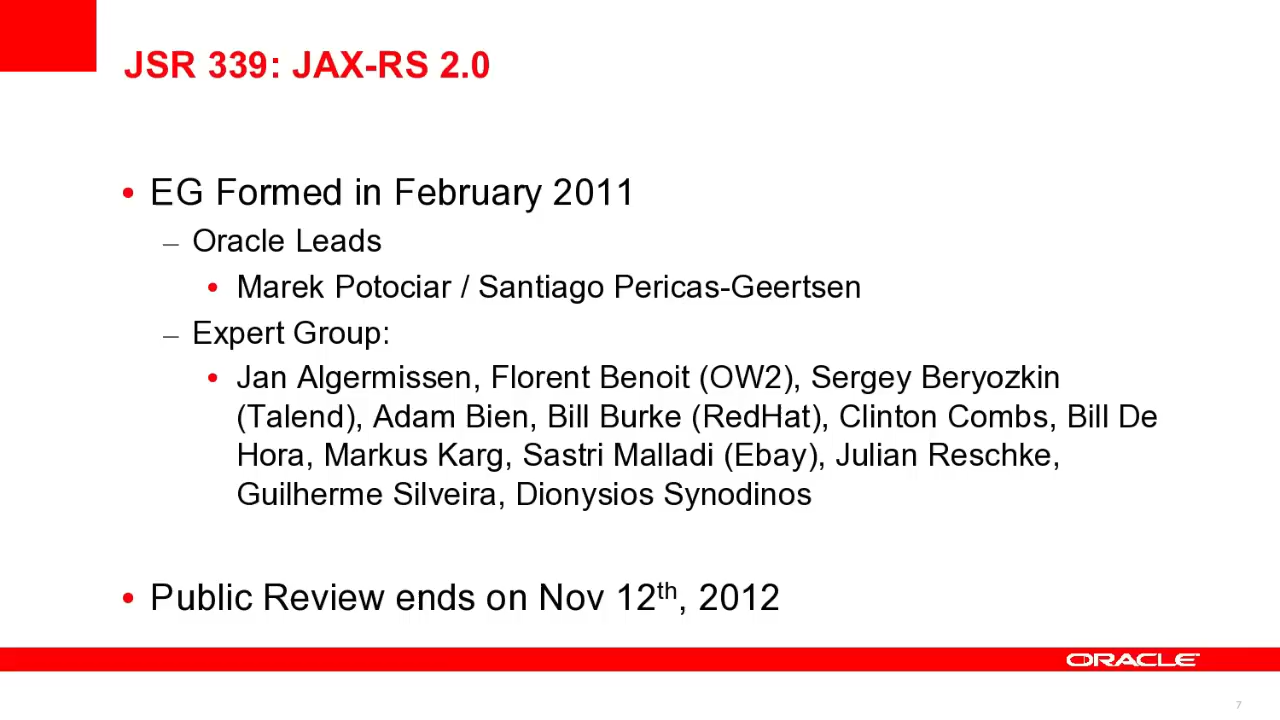 JSR 339: JAX-RS 2.0
• EG Formed in February 2011
– Oracle Leads
• Marek Potociar / Santiago Pericas-Geertsen
– Expert Group:
• Jan Algermissen, Florent Benoit (OW2), Sergey Beryozkin
(Talend), Adam Bien, Bill Burke (RedHat), Clinton Combs, Bill De
Hora, Markus Karg, Sastri Malladi (Ebay), Julian Reschke,
Guilherme Silveira, Dionysios Synodinos
• Public Review ends on Nov 12th, 2012
ORACLE
7